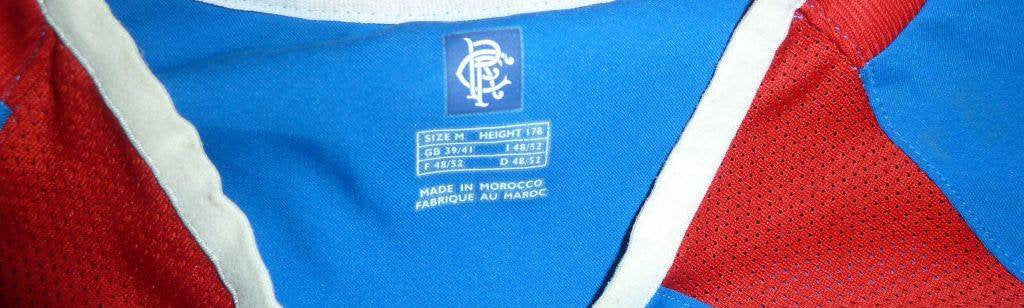 RFC
SIZE M HEIGHT 178
GB 39/41 I 48/52
F 48/52 D 48/52
MADE IN MOROCCO
FABRIQUE AU MAROC